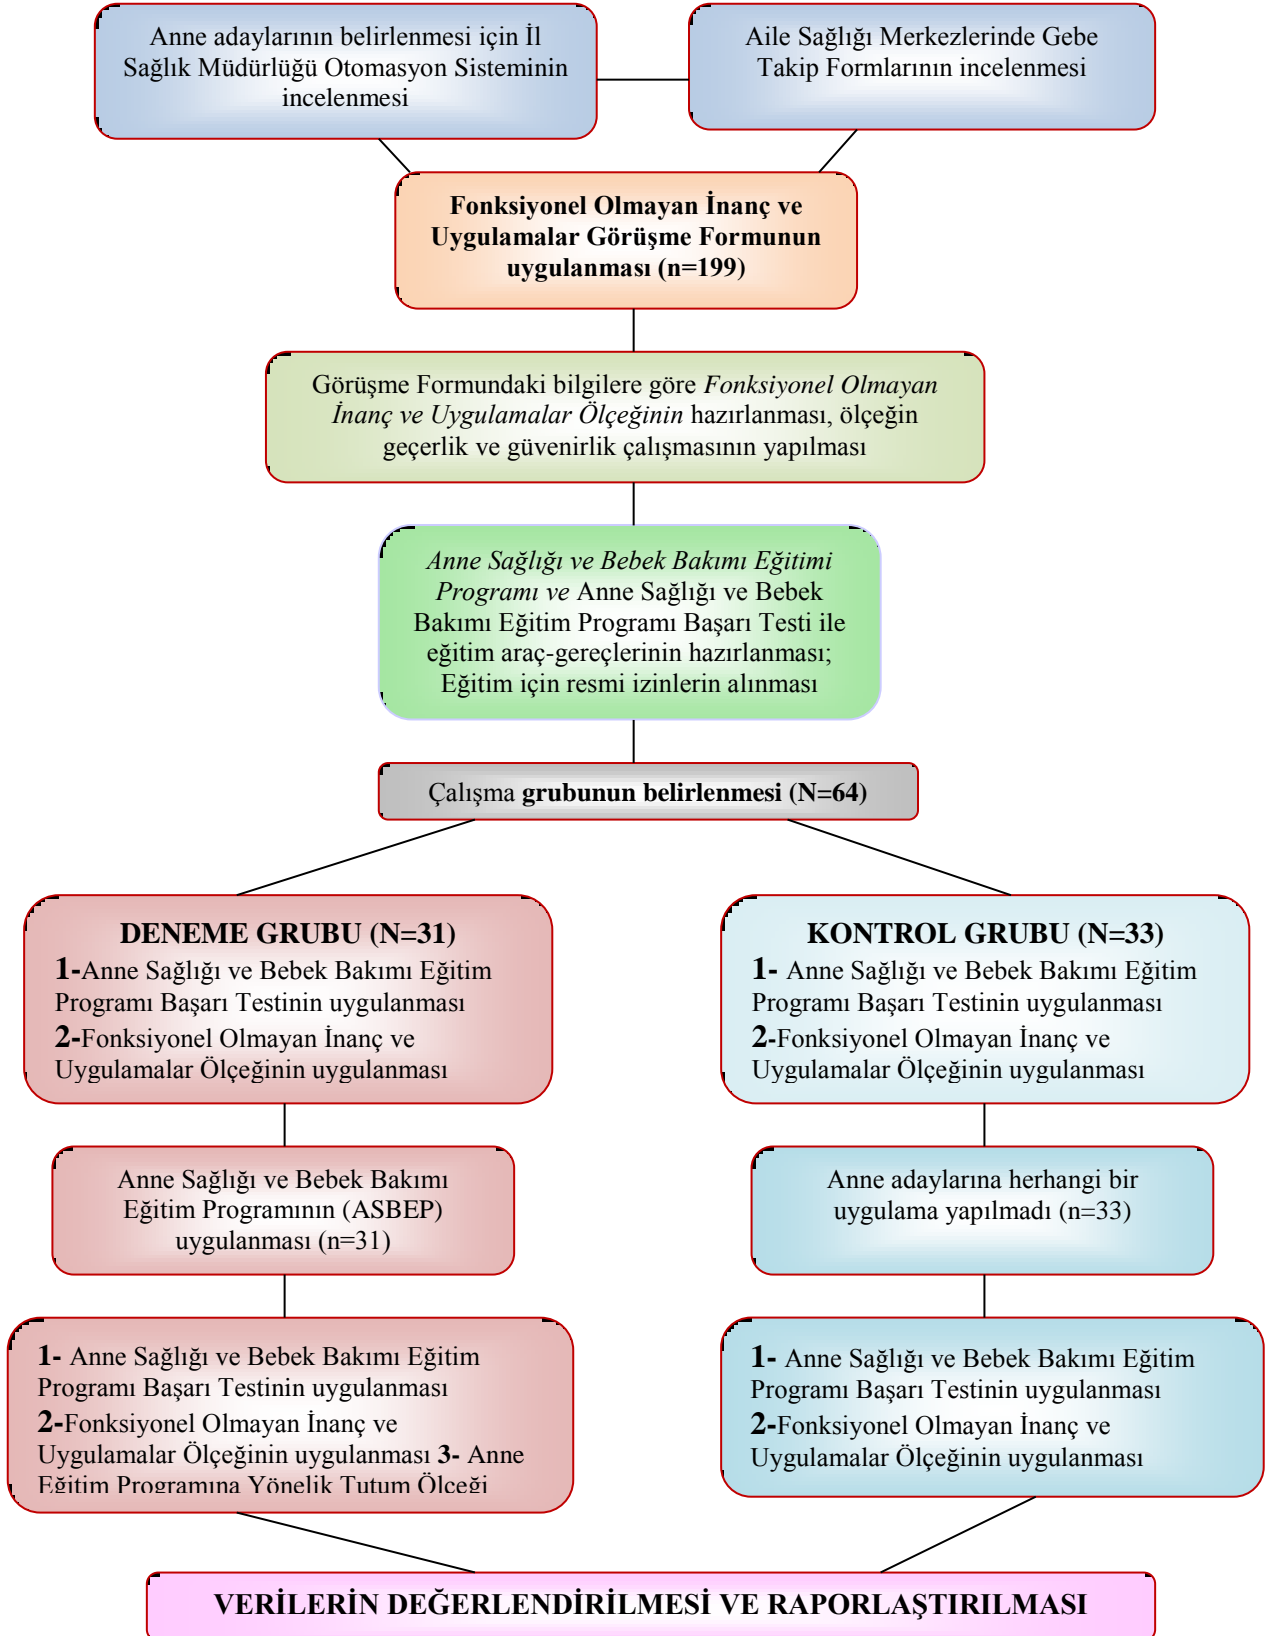 Anne adaylarının belirlenmesi için İl
Sağlık Müdürlüğü Otomasyon Sisteminin
incelenmesi
Aile Sağlığı Merkezlerinde Gebe
Takip Formlarının incelenmesi
Fonksiyonel Olmayan İnanç ve
Uygulamalar Görüşme Formunun
uygulanması (n=199)
Görüşme Formundaki bilgilere göre Fonksiyonel Olmayan
İnanç ve Uygulamalar Ölçeğinin hazırlanması, ölçeğin
geçerlik ve güvenirlik çalışmasının yapılması
Anne Sağlığı ve Bebek Bakımı Eğitimi
Programı ve Anne Sağlığı ve Bebek
Bakımı Eğitim Programı Başarı Testi ile
eğitim araç-gereçlerinin hazırlanması;
Eğitim için resmi izinlerin alınması
Çalışma grubunun belirlenmesi (N=64)
DENEME GRUBU (N=31)
1-Anne Sağlığı ve Bebek Bakımı Eğitim
Programı Başarı Testinin uygulanması
2-Fonksiyonel Olmayan İnanç ve
Uygulamalar Ölçeğinin uygulanması
KONTROL GRUBU (N=33)
1- Anne Sağlığı ve Bebek Bakımı Eğitim
Programı Başarı Testinin uygulanması
2-Fonksiyonel Olmayan İnanç ve
Uygulamalar Ölçeğinin uygulanması
Anne Sağlığı ve Bebek Bakımı
Eğitim Programının (ASBEP)
uygulanması (n=31)
Anne adaylarına herhangi bir
uygulama yapılmadı (n=33)
1- Anne Sağlığı ve Bebek Bakımı Eğitim
Programı Başarı Testinin uygulanması
2-Fonksiyonel Olmayan İnanç ve
Uygulamalar Ölçeğinin uygulanması 3- Anne
Eğitim Programına Yönelik Tutum Ölçeği
1- Anne Sağlığı ve Bebek Bakımı Eğitim
Programı Başarı Testinin uygulanması
2-Fonksiyonel Olmayan İnanç ve
Uygulamalar Ölçeğinin uygulanması
VERİLERİN DEĞERLENDİRİLMESİ VE RAPORLAŞTIRILMASI